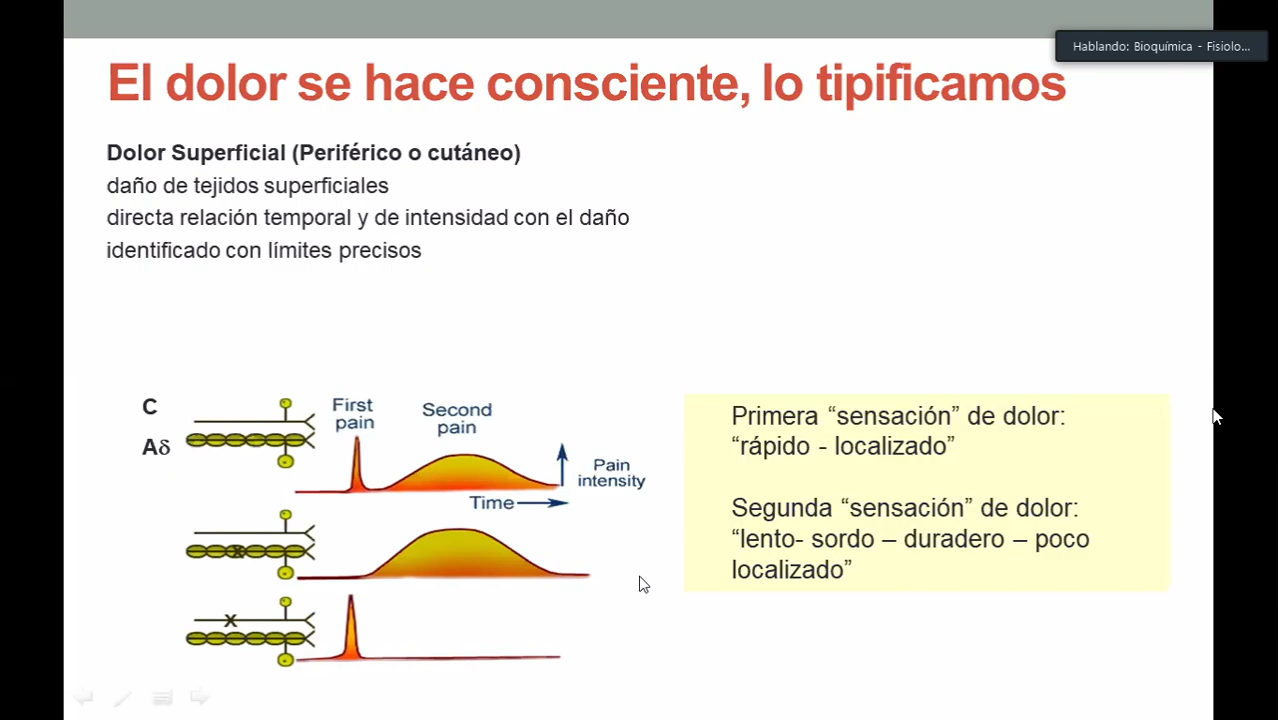 Hablando: Bioquímica - Fisiolo...
El dolor se hace consciente, lo tipificamos
Dolor Superficial (Periférico o cutáneo)
daño de tejidos superficiales
directa relación temporal y de intensidad con el daño
identificado con límites precisos
C
Aδ
First
pain
Second
pain
Pain
intensity
Time
x
x
Primera “sensación” de dolor:
“rápido - localizado”
Segunda “sensación” de dolor:
“lento- sordo – duradero – poco
localizado”